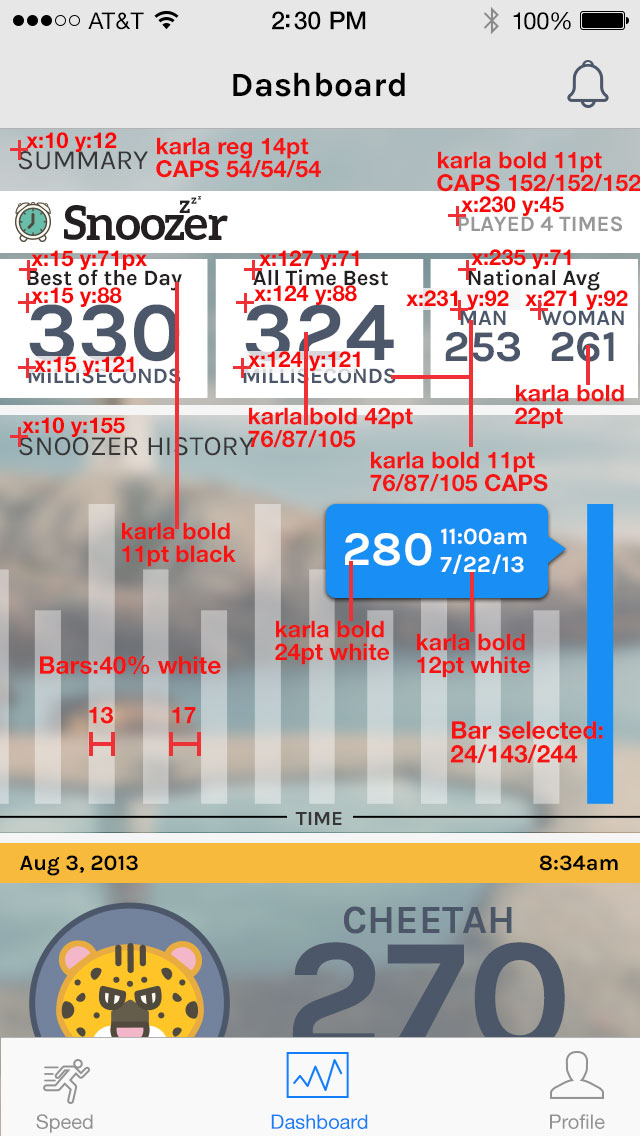 AT&T 2:30 PM 100%
Dashboard
x:10 y:12
SUMMARY
karla reg 14pt
CAPS 54/54/54
karla bold 11pt
CAPS 152/152/152
Snoozer
zzz
x:230 y:45
PLAYED 4 TIMES
x:15 y:71px
Best of the Day
x:15 y:88
330
x:15 y:121
MILLISECONDS
x:127 y:71
All Time Best
x:124 y:88
324
x:124 y:121
MILLISECONDS
x:235 y:71
National Avg
x:231 y:92 x:271 y:92
MAN WOMAN
253 261
karla bold
22pt
karla bold 42pt
76/87/105
karla bold 11pt
76/87/105 CAPS
x:10 y:155
SNOOZER HISTORY
karla bold
11pt black
280
11:00am
7/22/13
karla bold
24pt white
karla bold
12pt white
Bars:40% white
13 17
Bar selected:
24/143/244
TIME
Aug 3, 2013 8:34am
CHEETAH
270
Speed Dashboard Profile